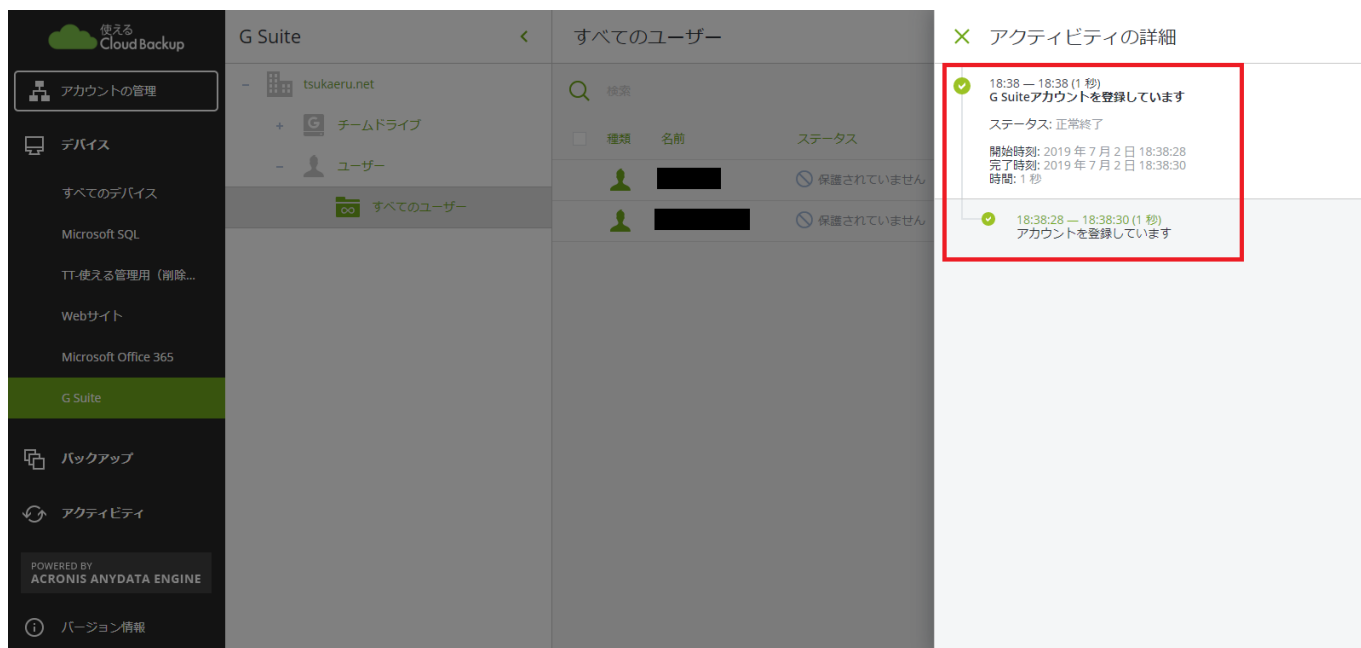 使える
Cloud Backup
アカウントの管理
デバイス
すべてのデバイス
Microsoft SQL
TT-使える管理用（削除...
Webサイト
Microsoft Office 365
G Suite
バックアップ
アクティビティ
POWERED BY
ACRONIS ANYDATA ENGINE
バージョン情報
G Suite
tsukaeru.net
G チームドライブ
ユーザー
すべてのユーザー
すべてのユーザー
検索
種類 名前 ステータス
保護されていません
保護されていません
アクティビティの詳細
18:38 — 18:38 (1 秒)
G Suiteアカウントを登録しています
ステータス: 正常終了
開始時刻: 2019 年 7 月 2 日 18:38:28
完了時刻: 2019 年 7 月 2 日 18:38:30
時間: 1 秒
18:38:28 — 18:38:30 (1 秒)
アカウントを登録しています